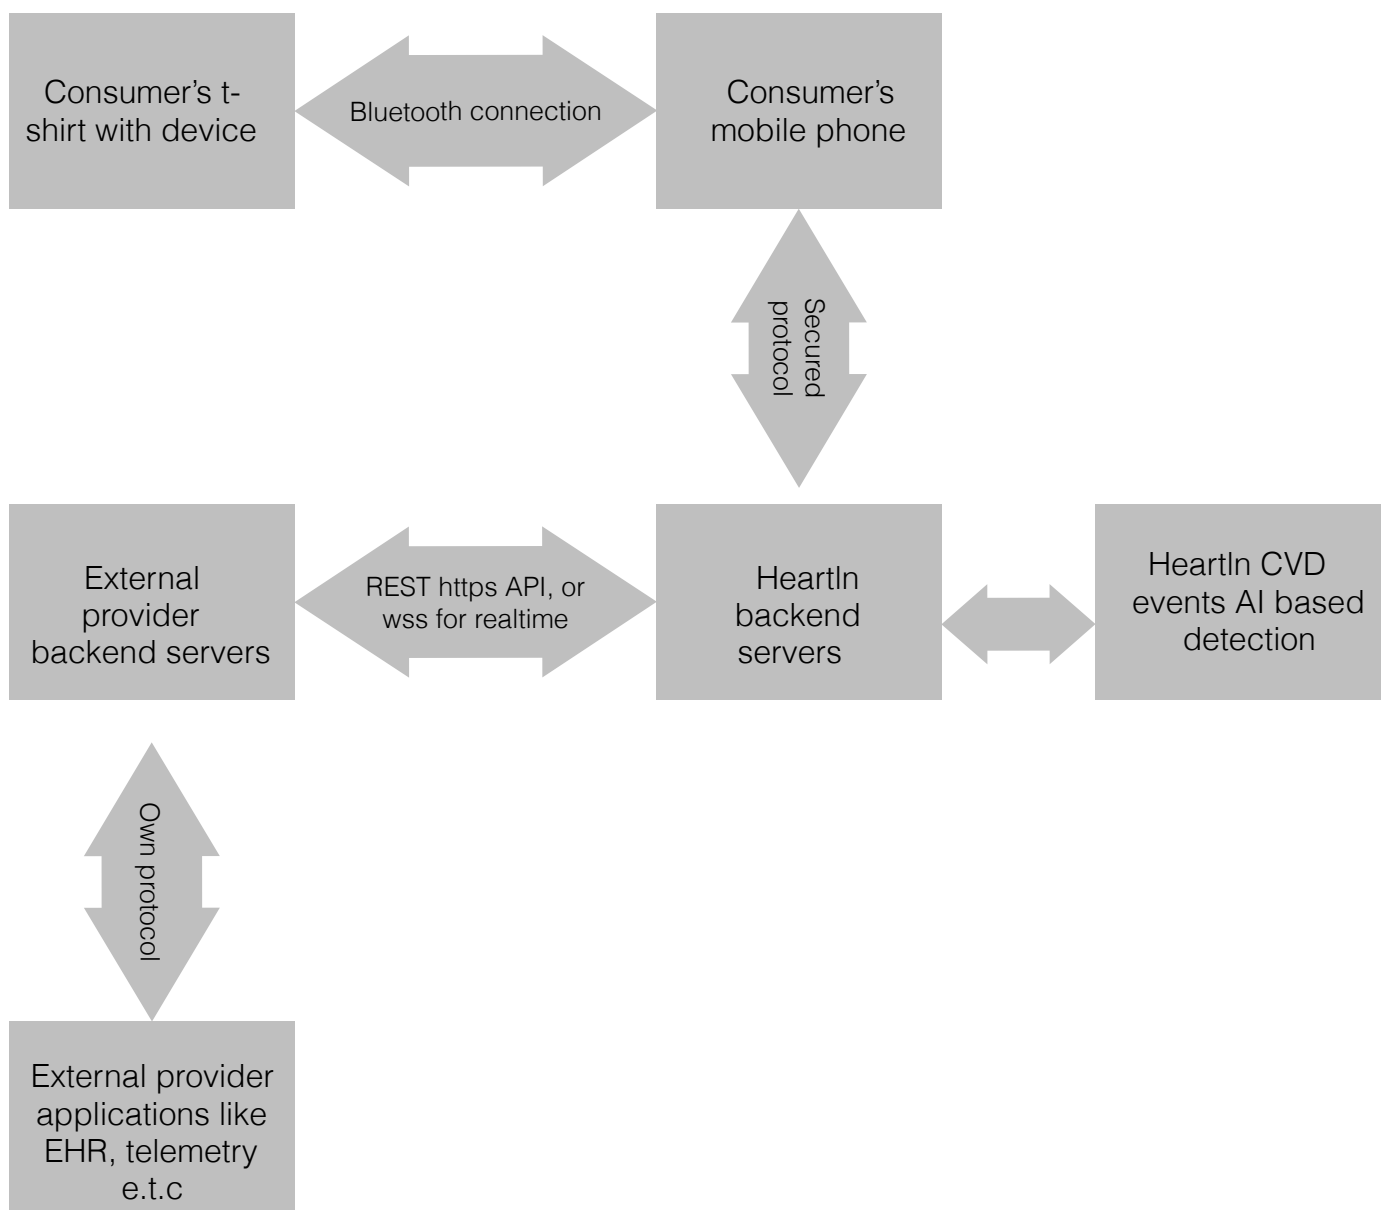 Consumer’s t-
shirt with device
Bluetooth connection
Consumer’s
mobile phone
Secured
protocol
External
provider
backend servers
REST https API, or
wss for realtime
HeartIn
backend
servers
HeartIn CVD
events AI based
detection
Own protocol
External provider
applications like
EHR, telemetry
e.t.c